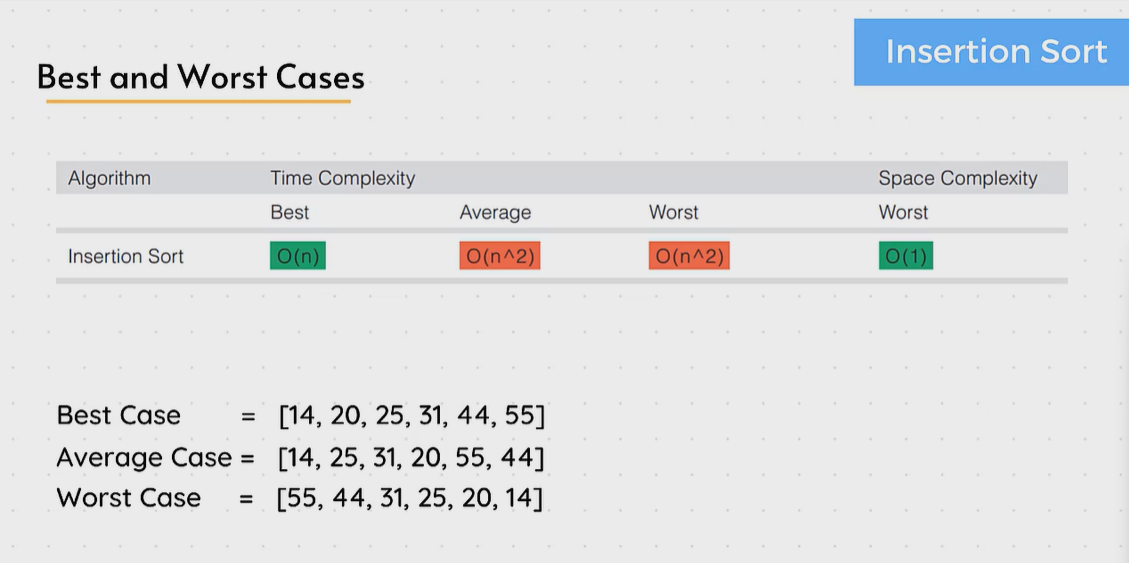 Insertion Sort
Best and Worst Cases
Algorithm Time Complexity Space Complexity
Best Average Worst Worst
Insertion Sort O(n) O(n^2) O(n^2) O(1)
Best Case = [14, 20, 25, 31, 44, 55]
Average Case = [14, 25, 31, 20, 55, 44]
Worst Case = [55, 44, 31, 25, 20, 14]